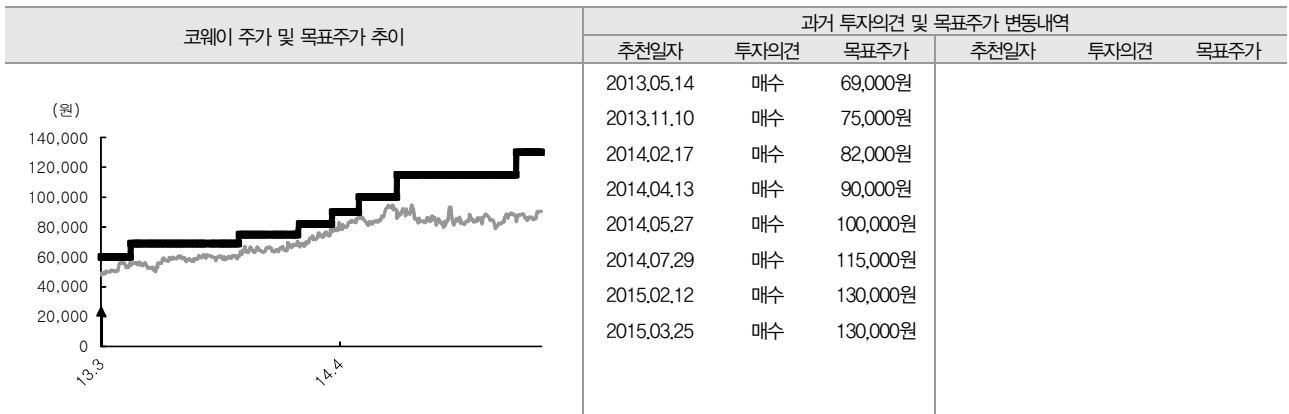 코웨이 주가 및 목표주가 추이
과거 투자의견 및 목표주가 변동내역
추천일자 투자의견 목표주가 추천일자 투자의견 목표주가
2013.05.14 매수 69,000원
2013.11.10 매수 75,000원
2014.02.17 매수 82,000원
2014.04.13 매수 90,000원
2014.05.27 매수 100,000원
2014.07.29 매수 115,000원
2015.02.12 매수 130,000원
2015.03.25 매수 130,000원
(원)
140,000
120,000
100,000
80,000
60,000
40,000
20,000
0
13.3 14.4